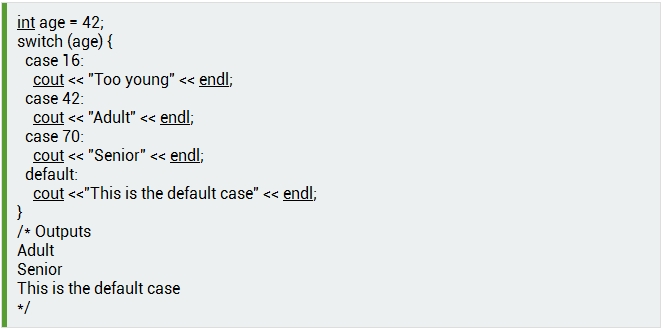 int age = 42;
switch (age) {
case 16:
cout << "Too young" << endl;
case 42:
cout << "Adult" << endl;
case 70:
cout << "Senior" << endl;
default:
cout <<"This is the default case" << endl;
}
/* Outputs
Adult
Senior
This is the default case
*/